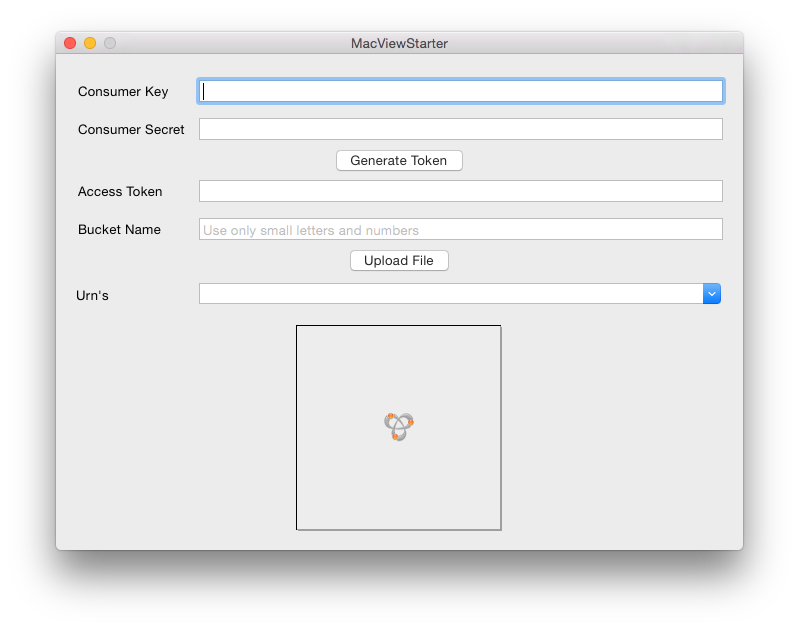 MacViewStarter
Consumer Key
Consumer Secret
Generate Token
Access Token
Bucket Name Use only small letters and numbers
Upload File
Urn's